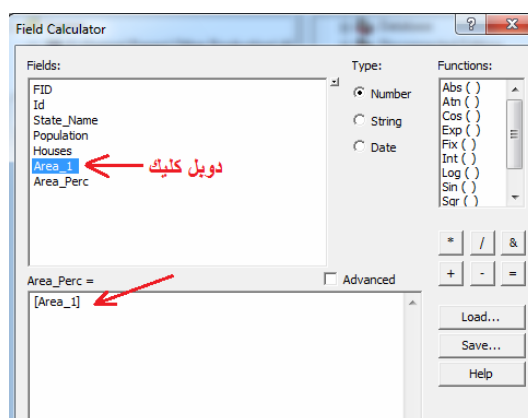 Field Calculator
Fields:
Type:
Functions:
FID
Id
State_Name
Population
Houses
Area_1
Area_Perc
دوبل كليك
Number
String
Date
Abs ( )
Atn ( )
Cos ( )
Exp ( )
Fix ( )
Int ( )
Log ( )
Sin ( )
Sqr ( )
* / &
+ - =
Area_Perc =
Advanced
[Area_1]
Load...
Save...
Help